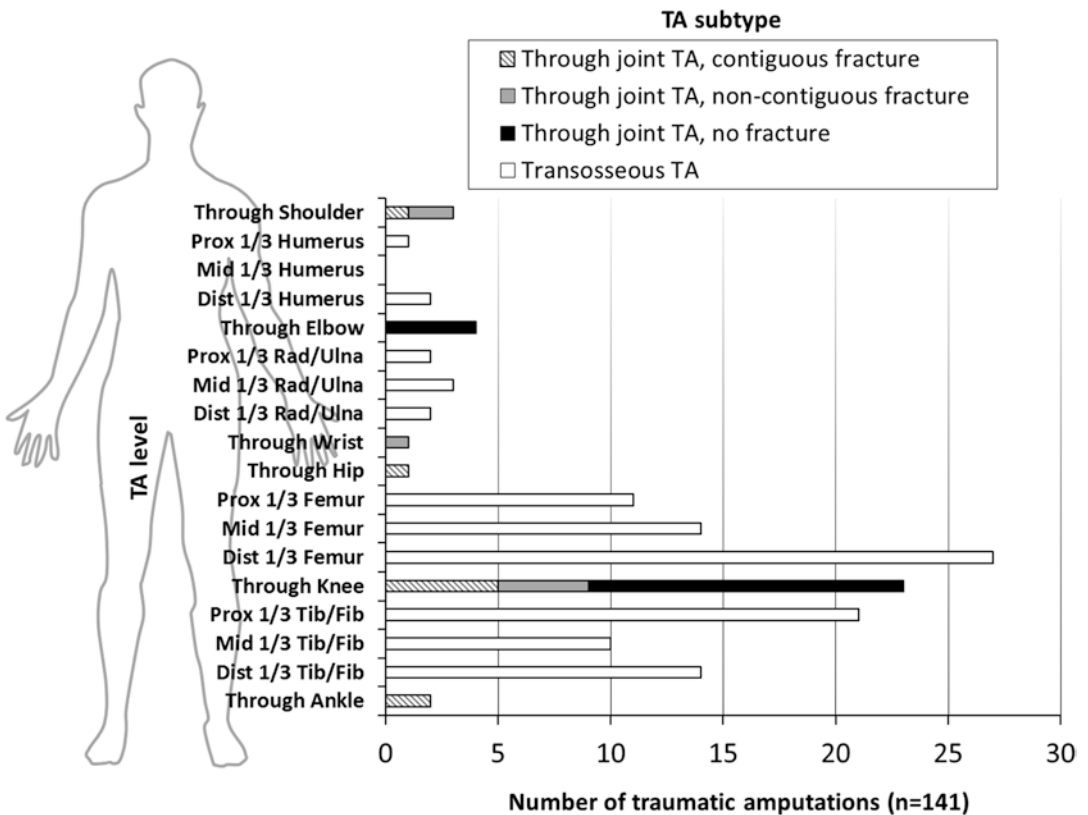 TA subtype
Through joint TA, contiguous fracture
Through joint TA, non-contiguous fracture
Through joint TA, no fracture
Transosseous TA
Through Shoulder
Prox 1/3 Humerus
Mid 1/3 Humerus
Dist 1/3 Humerus
Through Elbow
Prox 1/3 Rad/Ulna
Mid 1/3 Rad/Ulna
Dist 1/3 Rad/Ulna
Through Wrist
Through Hip
Prox 1/3 Femur
Mid 1/3 Femur
Dist 1/3 Femur
Through Knee
Prox 1/3 Tib/Fib
Mid 1/3 Tib/Fib
Dist 1/3 Tib/Fib
Through Ankle
TA level
0 5 10 15 20 25 30
Number of traumatic amputations (n=141)